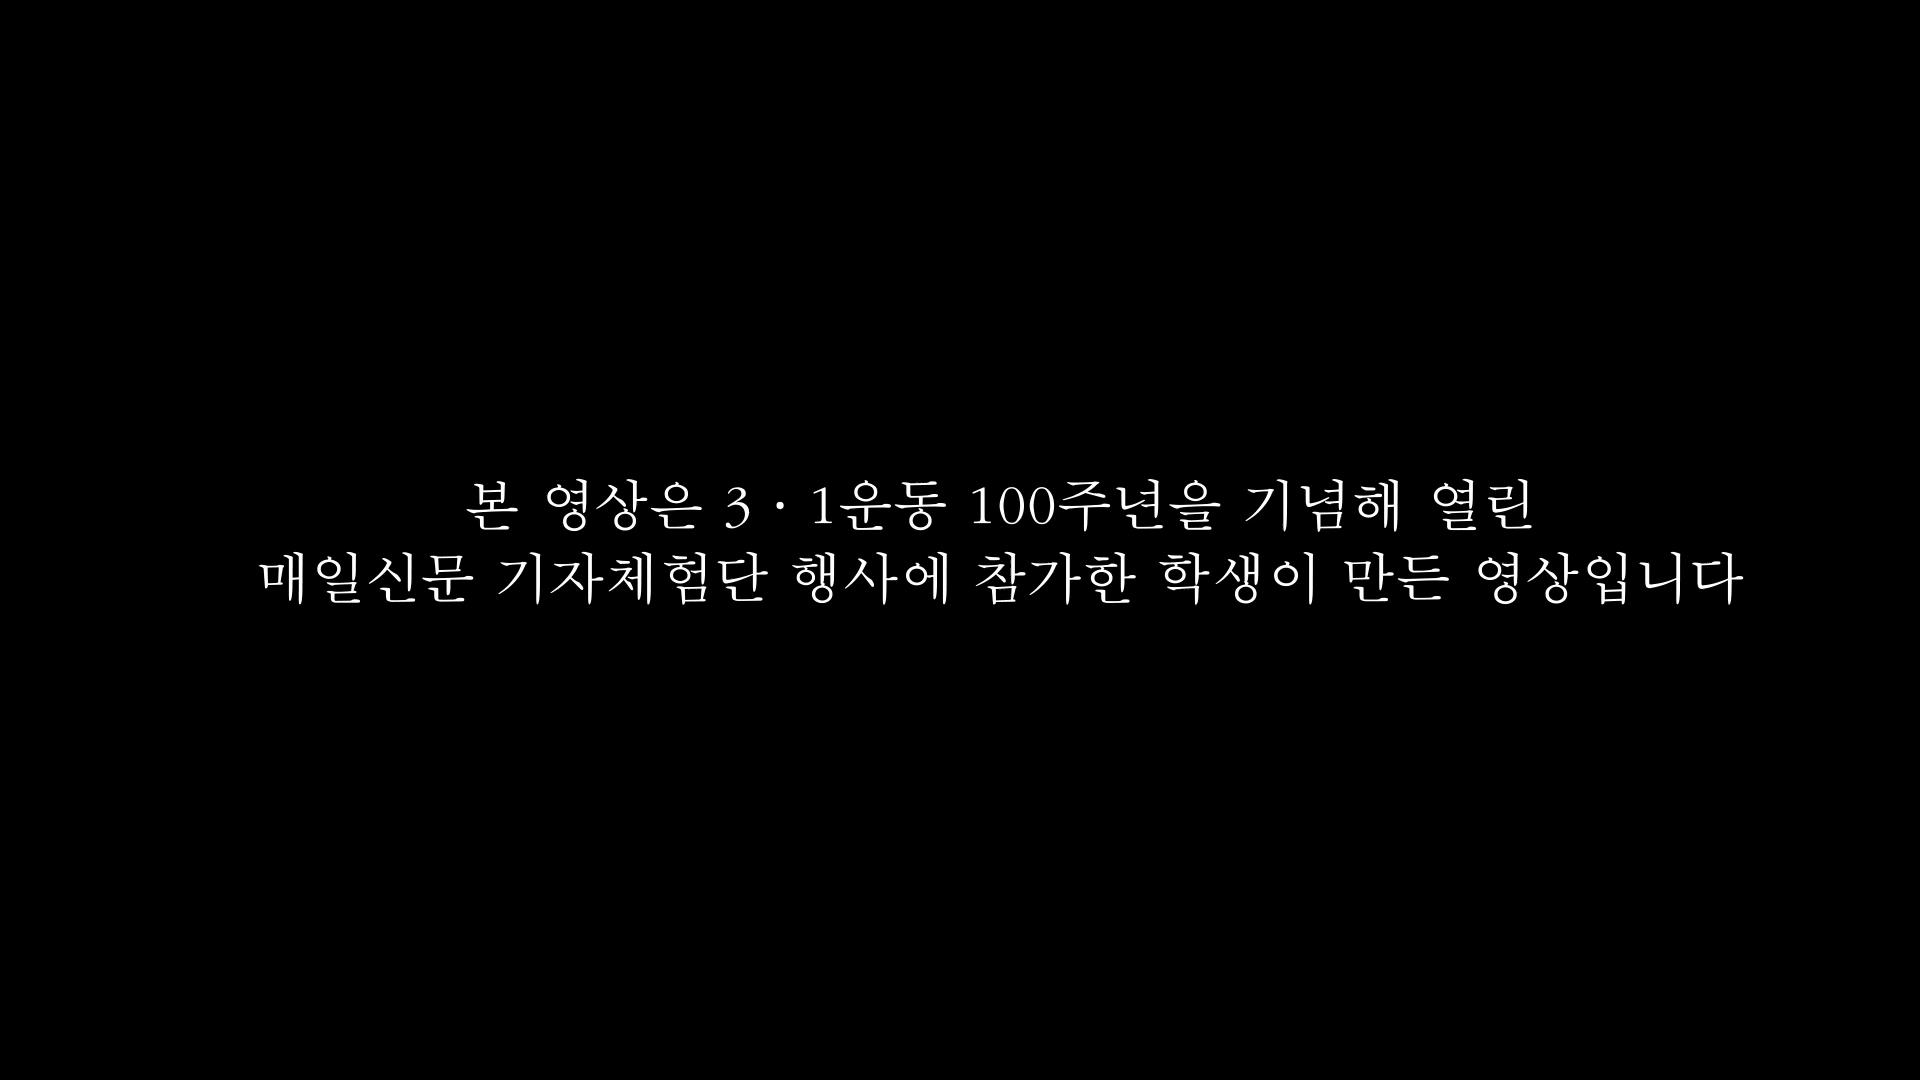 본 영상은 3 · 1운동 100주년을 기념해 열린
매일신문 기자체험단 행사에 참가한 학생이 만든 영상입니다